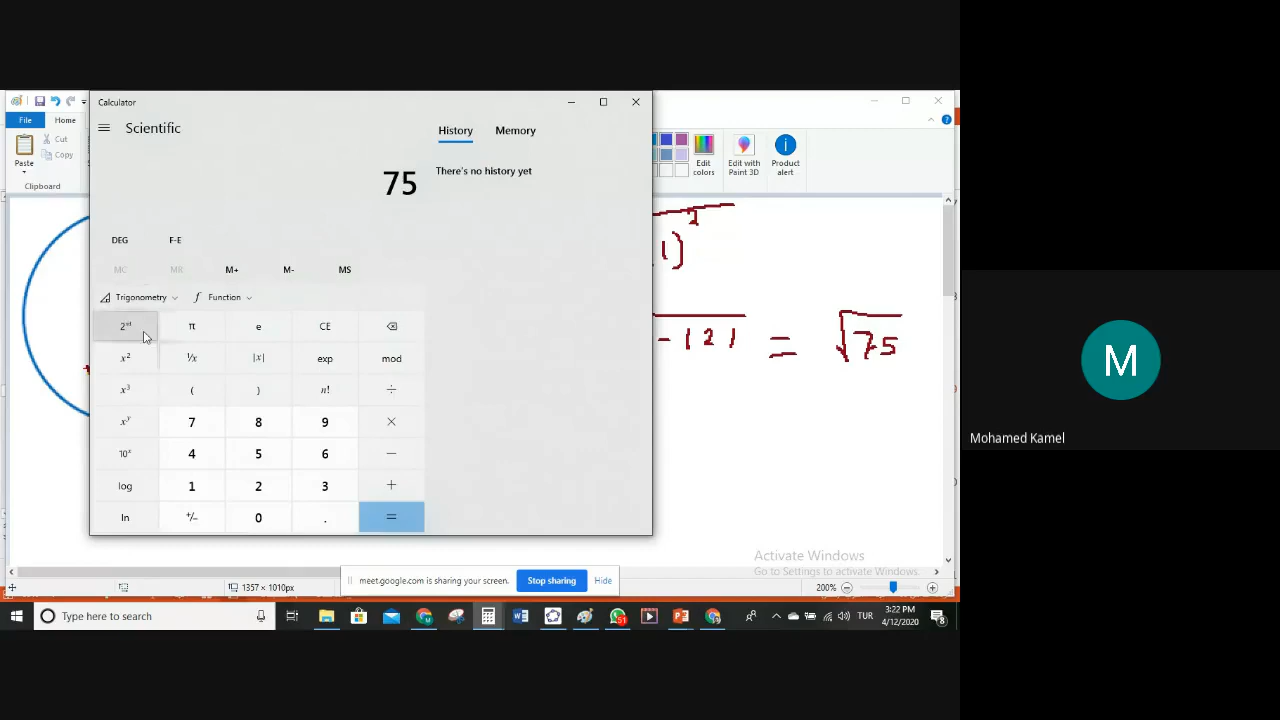 Calculator
File
Home
Cut
Copy
Paste
Clipboard
Scientific
History
Memory
There's no history yet
75
DEG
F-E
MC
MR
M+
M-
MS
Trigonometry
Function
2ⁿᵈ
π
e
CE
x²
¹/x
|x|
exp
mod
x³
(
)
n!
÷
xʸ
7
8
9
×
10ˣ
4
5
6
−
log
1
2
3
+
ln
+/−
0
.
=
Edit colors
Edit with Paint 3D
Product alert
1)²
- 121 = √75
Activate Windows
Go to Settings to activate Windows.
meet.google.com is sharing your screen.
Stop sharing
Hide
1357 × 1010px
200%
Type here to search
51
TUR
3:22 PM
4/12/2020
8
M
Mohamed Kamel